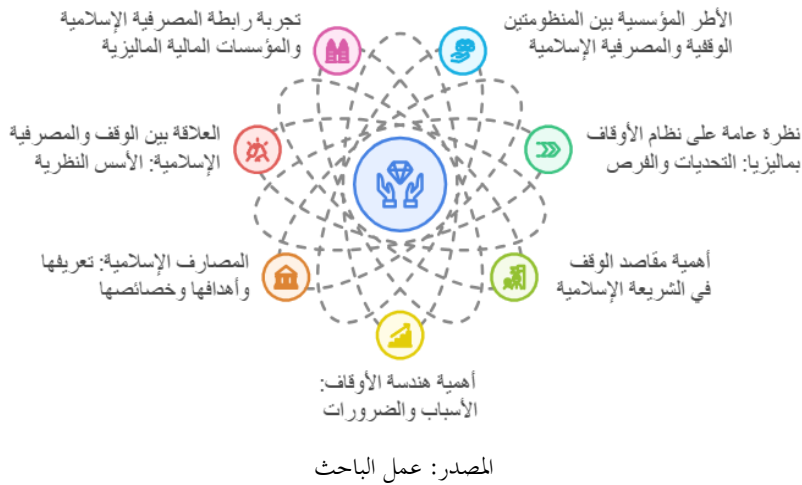 الأطر المؤسسية بين المنظومتين
الوقفية والمصرفية الإسلامية
تجربة رابطة المصرفية الإسلامية
والمؤسسات المالية الماليزية
نظرة عامة على نظام الأوقاف
بماليزيا: التحديات والفرص
العلاقة بين الوقف والمصرفية
الإسلامية: الأسس النظرية
أهمية مقاصد الوقف
في الشريعة الإسلامية
المصارف الإسلامية: تعريفها
وأهدافها وخصائصها
أهمية هندسة الأوقاف:
الأسباب والضرورات
المصدر: عمل الباحث